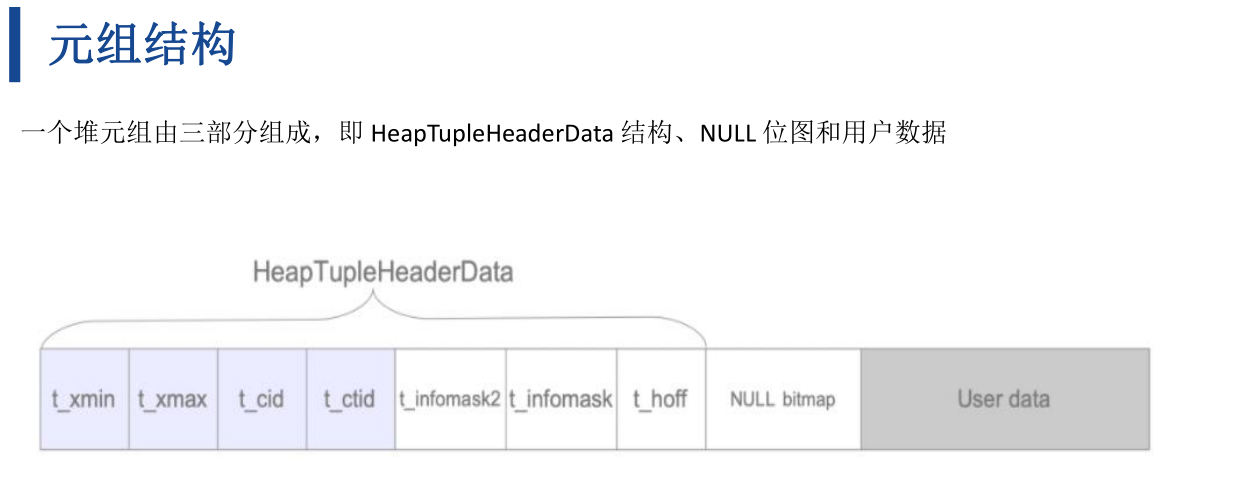 元组结构
一个堆元组由三部分组成，即 HeapTupleHeaderData 结构、NULL 位图和用户数据
HeapTupleHeaderData
t_xmin t_xmax t_cid t_ctid t_infomask2 t_infomask t_hoff NULL bitmap User data